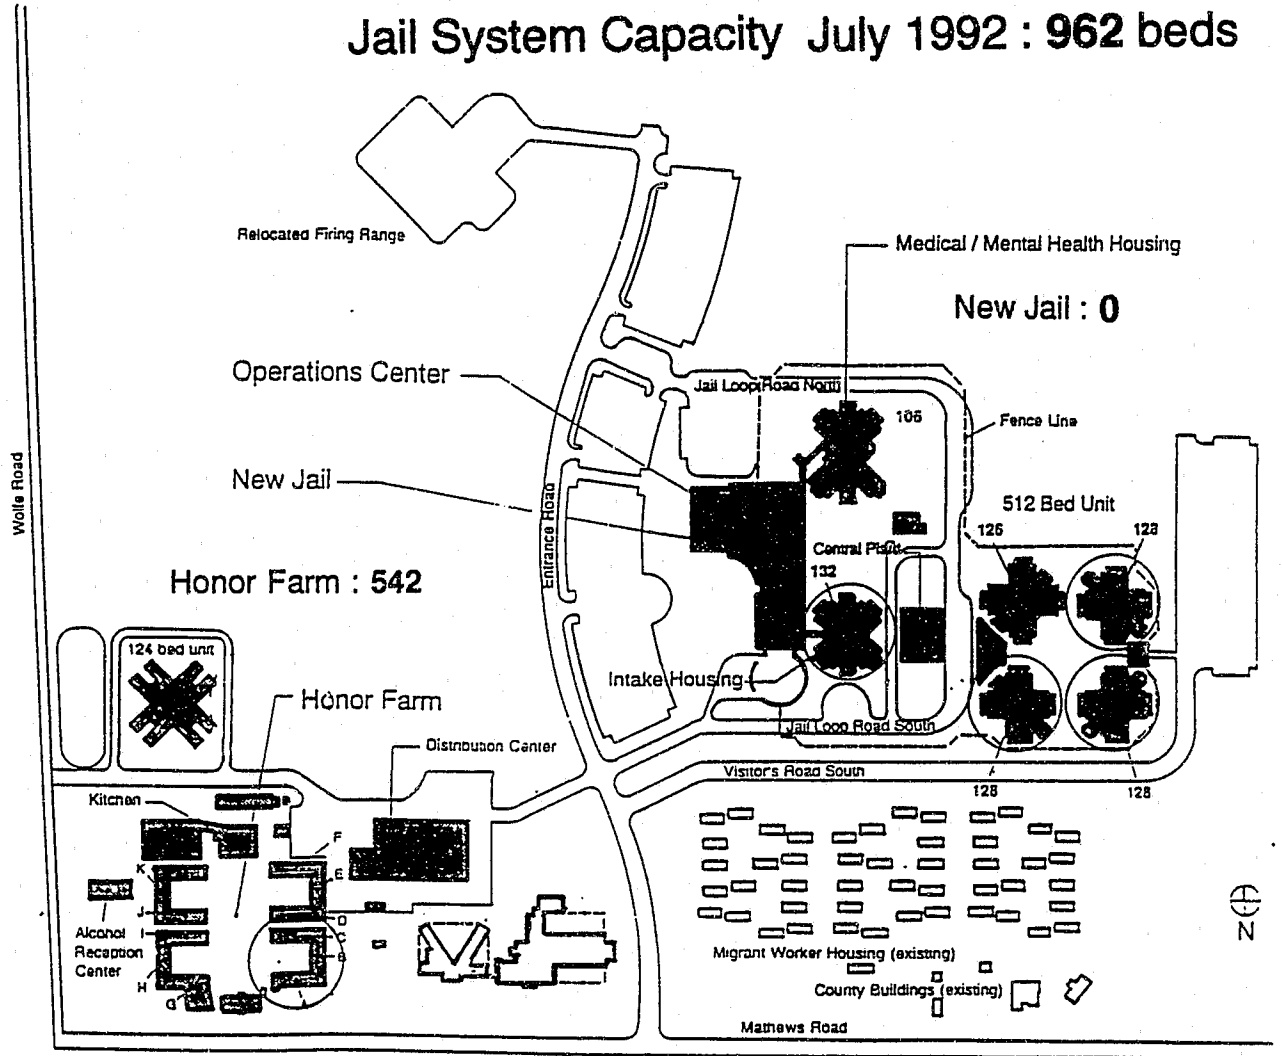 Jail System Capacity July 1992 : 962 beds
Relocated Firing Range
Medical / Mental Health Housing
New Jail : 0
Operations Center
Jail Loop Road North
106
Fence Line
New Jail
Wolfe Road
Entrance Road
512 Bed Unit
126
128
Central Plant
132
Honor Farm : 542
124 bed unit
Intake Housing
Honor Farm
Jail Loop Road South
Distribution Center
Visitor's Road South
128
128
Kitchen
F
K
E
J
D
I
C
Alcohol
Reception
Center
B
H
G
Migrant Worker Housing (existing)
County Buildings (existing)
N
Mathews Road